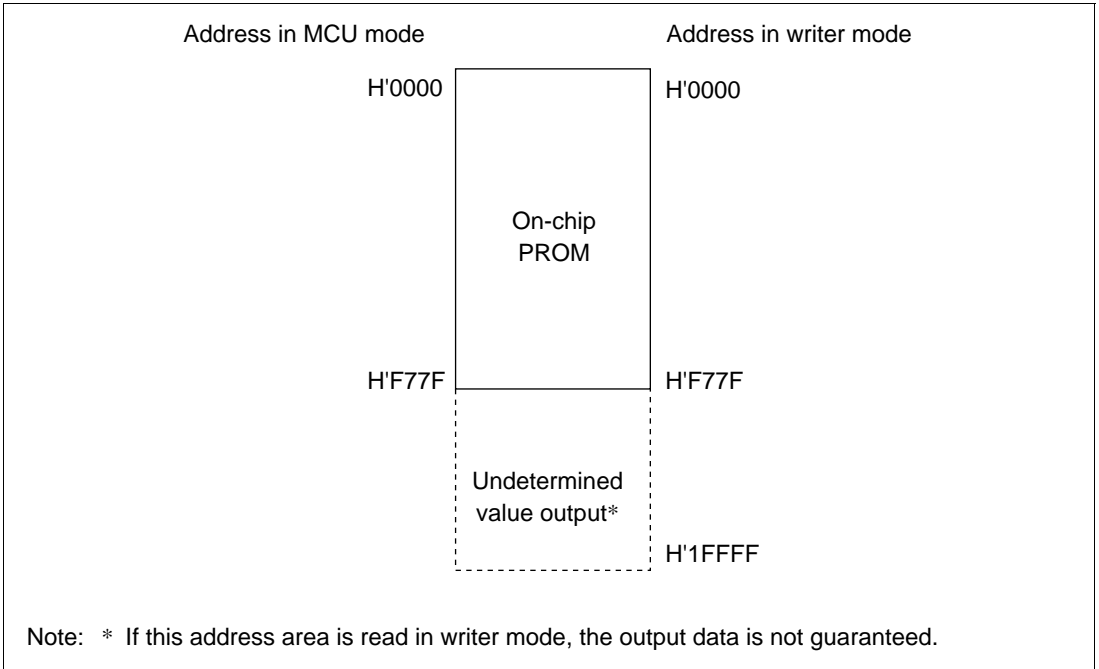 Address in MCU mode Address in writer mode
H'0000 H'0000
On-chip
PROM
H'F77F H'F77F
Undetermined
value output*
H'1FFFF
Note: * If this address area is read in writer mode, the output data is not guaranteed.